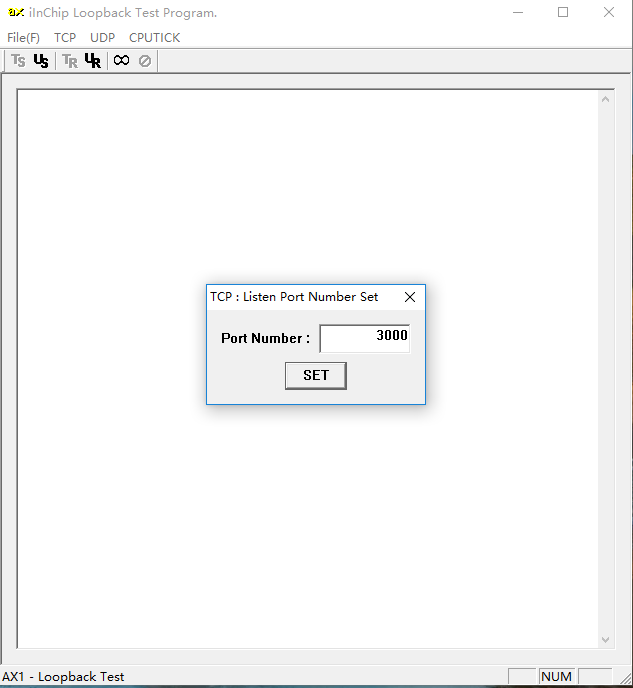 ax iInChip Loopback Test Program.
File(F) TCP UDP CPUTICK
TS US TR UR
TCP : Listen Port Number Set
Port Number : 3000
SET
AX1 - Loopback Test NUM